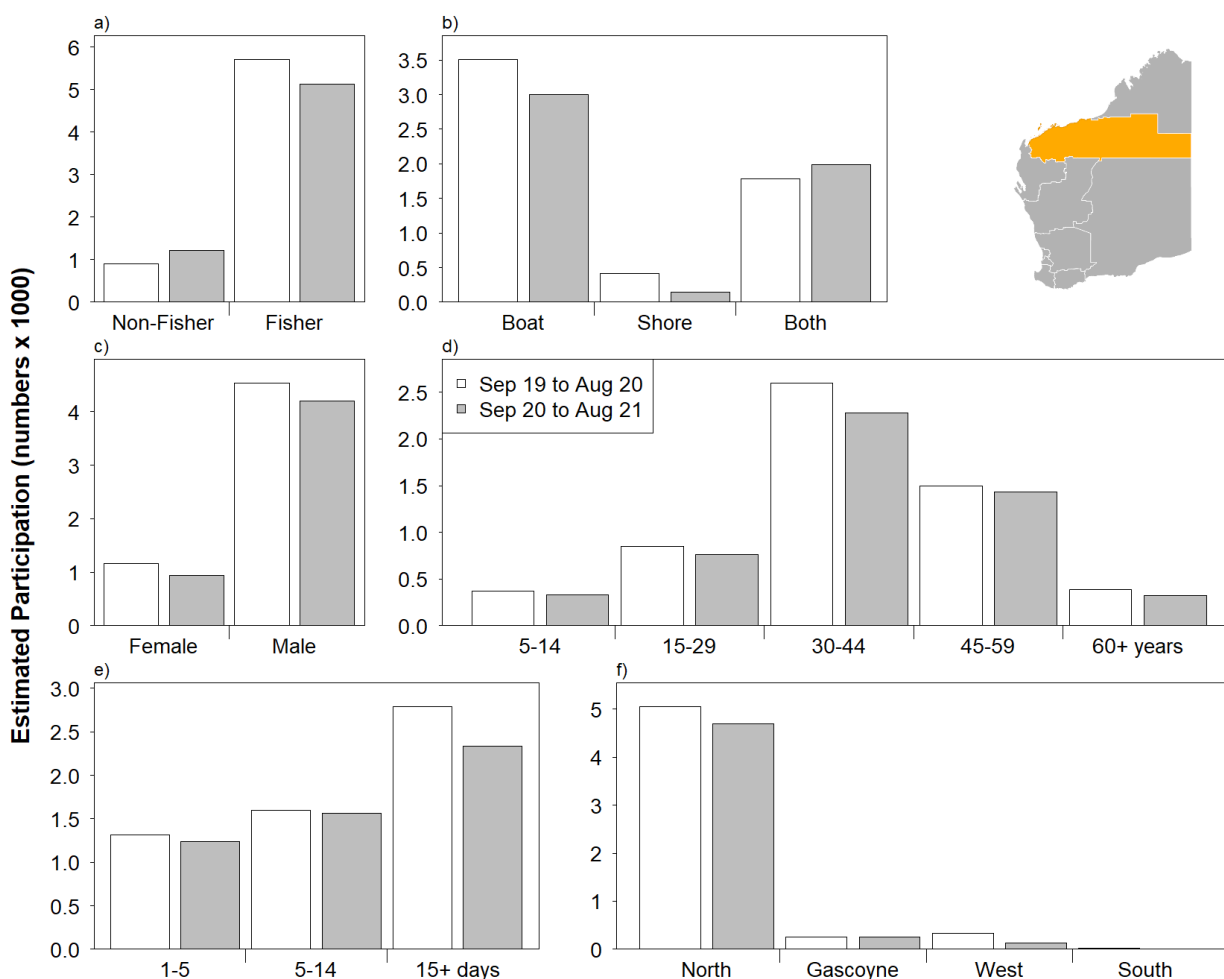 a)
6
5
4
3
2
1
0
Non-Fisher Fisher
b)
3.5
3.0
2.5
2.0
1.5
1.0
0.5
0.0
Boat Shore Both
Estimated Participation (numbers x 1000)
c)
4
3
2
1
0
Female Male
d)
Sep 19 to Aug 20
Sep 20 to Aug 21
2.5
2.0
1.5
1.0
0.5
0.0
5-14 15-29 30-44 45-59 60+ years
e)
3.0
2.5
2.0
1.5
1.0
0.5
0.0
1-5 5-14 15+ days
f)
5
4
3
2
1
0
North Gascoyne West South